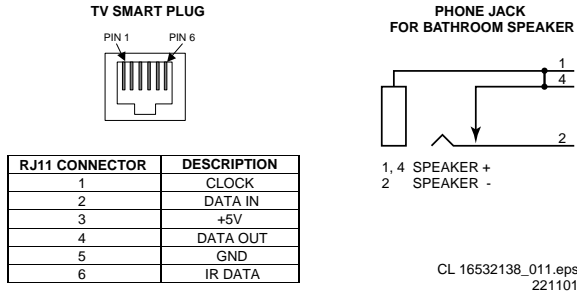 TV SMART PLUG
PIN 1 PIN 6
RJ11 CONNECTOR DESCRIPTION
1 CLOCK
2 DATA IN
3 +5V
4 DATA OUT
5 GND
6 IR DATA
PHONE JACK
FOR BATHROOM SPEAKER
1
4
2
1, 4 SPEAKER +
2 SPEAKER -
CL 16532138_011.eps
221101